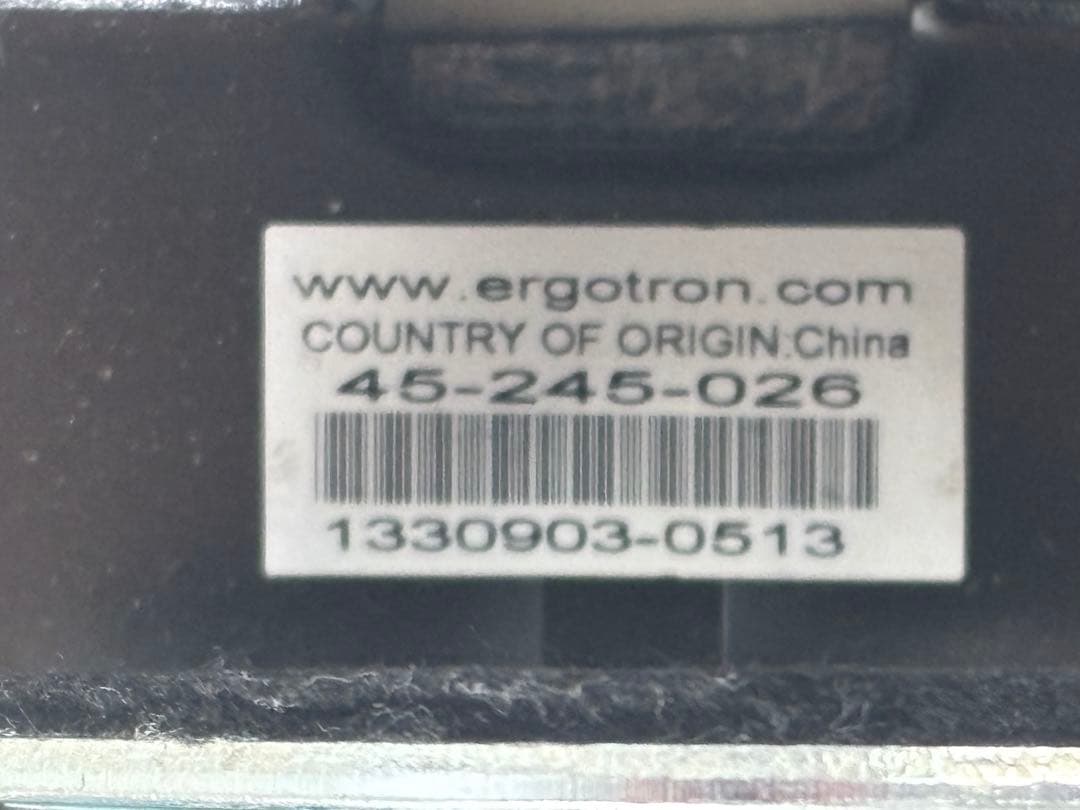 www.ergotron.com
COUNTRY OF ORIGIN:China
45-245-026
1330903-0513